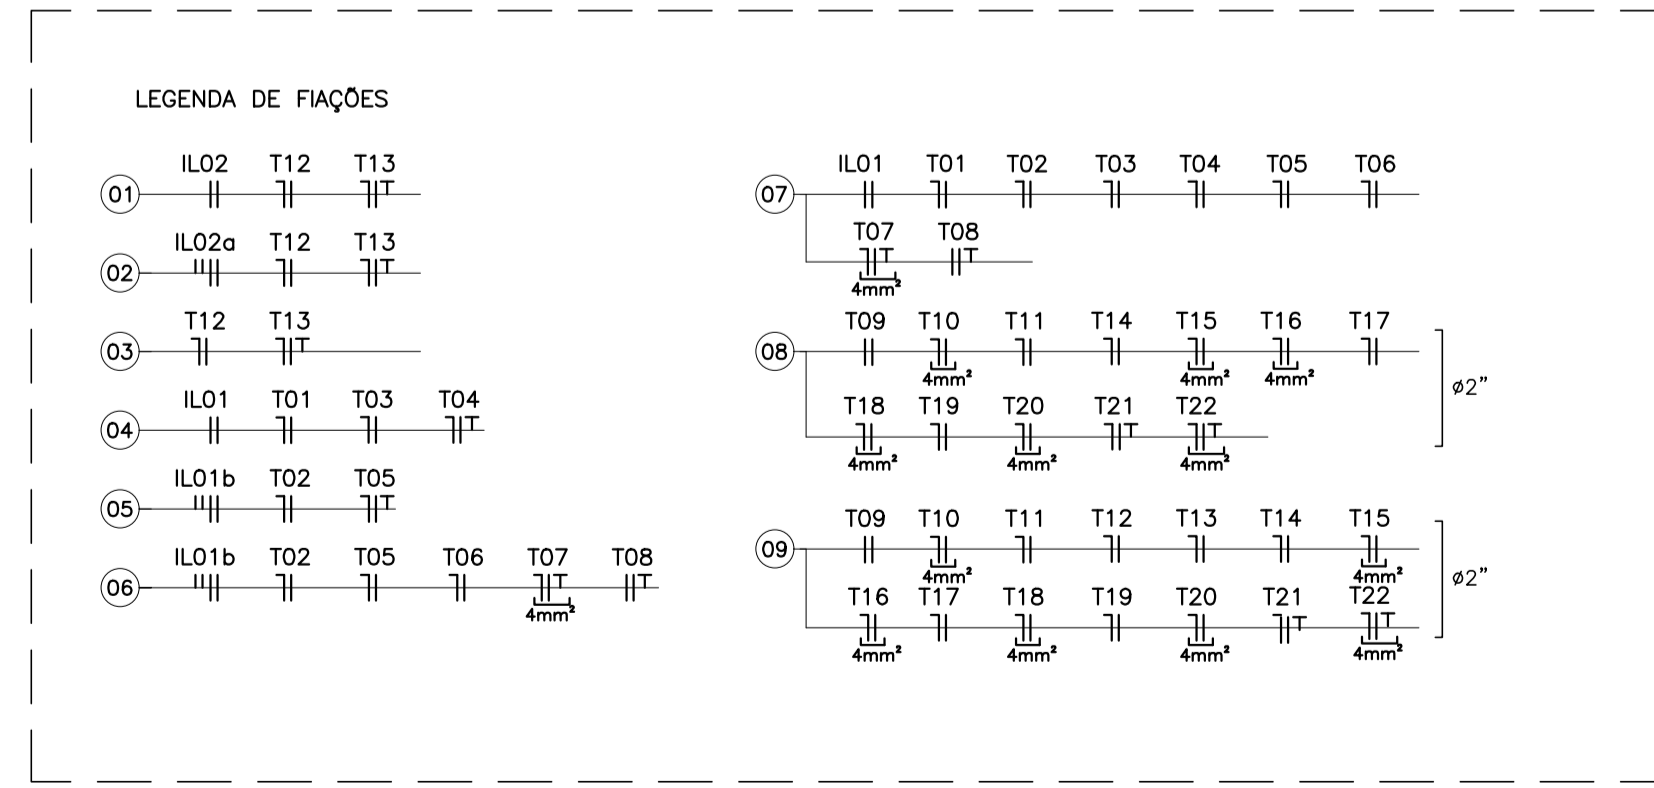 LEGENDA DE FIAÇÕES
IL02 T12 T13
01 T
IL02a T12 T13
02 T
T12 T13
03 T
IL01 T01 T03 T04
04 T
IL01b T02 T05
05 T
IL01b T02 T05 T06 T07 T08
06 T T
4mm²
IL01 T01 T02 T03 T04 T05 T06
07
T07 T08
T T
4mm²
T09 T10 T11 T14 T15 T16 T17
08
4mm² 4mm² 4mm²
ø2”
T18 T19 T20 T21 T22
T T
4mm² 4mm² 4mm²
T09 T10 T11 T12 T13 T14 T15
09
4mm² 4mm²
ø2”
T16 T17 T18 T19 T20 T21 T22
T T
4mm² 4mm² 4mm² 4mm²